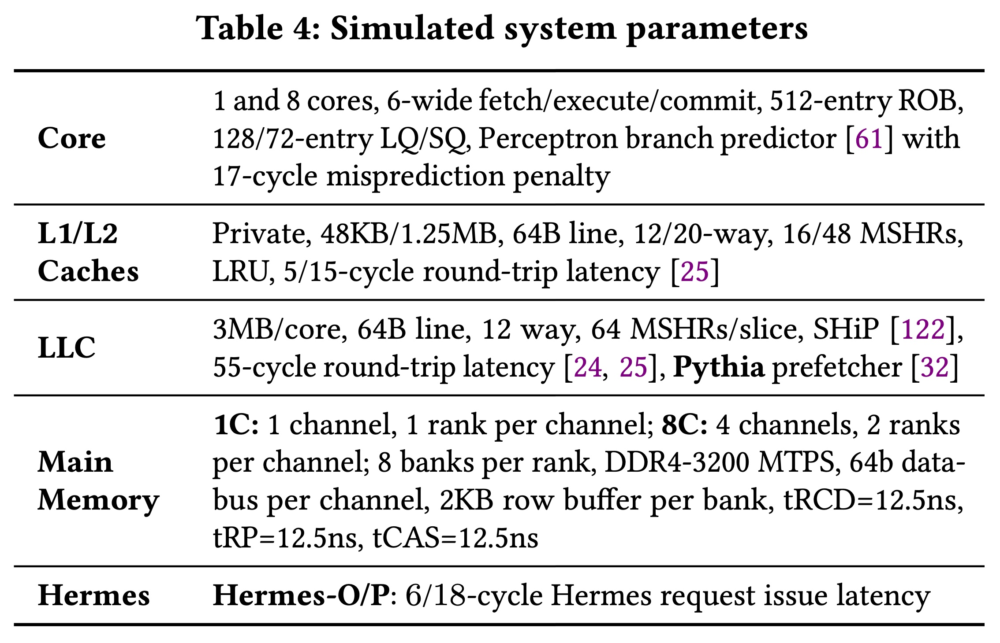 Table 4: Simulated system parameters
Core
1 and 8 cores, 6-wide fetch/execute/commit, 512-entry ROB,
128/72-entry LQ/SQ, Perceptron branch predictor [61] with
17-cycle misprediction penalty
L1/L2
Caches
Private, 48KB/1.25MB, 64B line, 12/20-way, 16/48 MSHRs,
LRU, 5/15-cycle round-trip latency [25]
LLC
3MB/core, 64B line, 12 way, 64 MSHRs/slice, SHiP [122],
55-cycle round-trip latency [24, 25], Pythia prefetcher [32]
Main
Memory
1C: 1 channel, 1 rank per channel; 8C: 4 channels, 2 ranks
per channel; 8 banks per rank, DDR4-3200 MTPS, 64b data-
bus per channel, 2KB row buffer per bank, tRCD=12.5ns,
tRP=12.5ns, tCAS=12.5ns
Hermes
Hermes-O/P: 6/18-cycle Hermes request issue latency